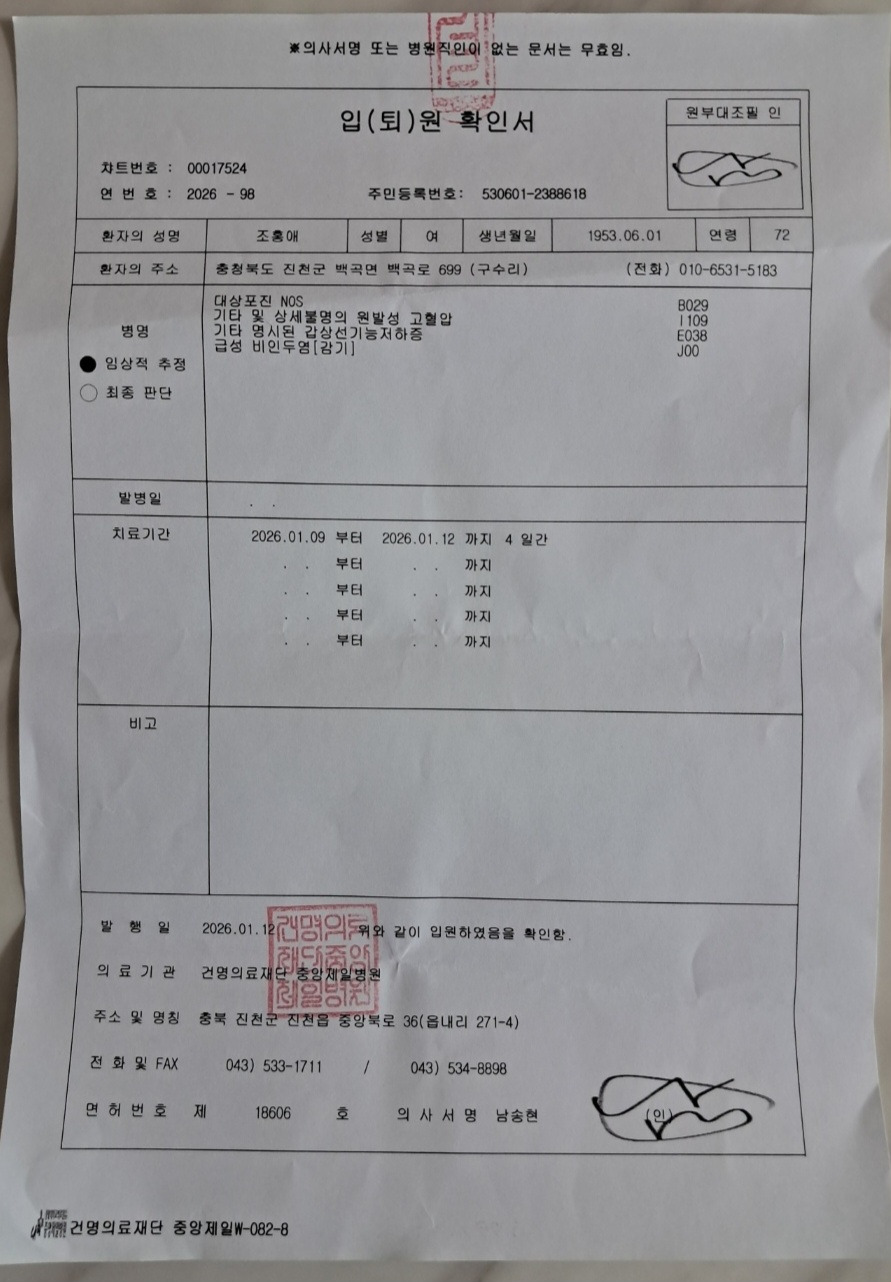 ※의사서명 또는 병원직인이 없는 문서는 무효임.
입(퇴)원 확인서
원부대조필 인
챠트번호 : 00017524
연 번 호 : 2026 - 98
주민등록번호: 530601-2388618
환자의 성명 조홍애 성별 여 생년월일 1953.06.01 연령 72
환자의 주소 충청북도 진천군 백곡면 백곡로 699 (구수리) (전화) 010-6531-5183
병명
● 임상적 추정
○ 최종 판단
대상포진 NOS B029
기타 및 상세불명의 원발성 고혈압 I109
기타 명시된 갑상선기능저하증 E038
급성 비인두염[감기] J00
발병일 . .
치료기간 2026.01.09 부터 2026.01.12 까지 4 일간
. . 부터 . . 까지
. . 부터 . . 까지
. . 부터 . . 까지
. . 부터 . . 까지
비고
발 행 일 2026.01.12 위와 같이 입원하였음을 확인함.
건명의료
재단중앙
제일병원
의 료 기 관 건명의료재단 중앙제일병원
주소 및 명칭 충북 진천군 진천읍 중앙북로 36(읍내리 271-4)
전 화 및 FAX 043) 533-1711 / 043) 534-8898
면 허 번 호 제 18606 호 의 사 서 명 남송현 (인)
건명의료재단 중앙제일W-082-8